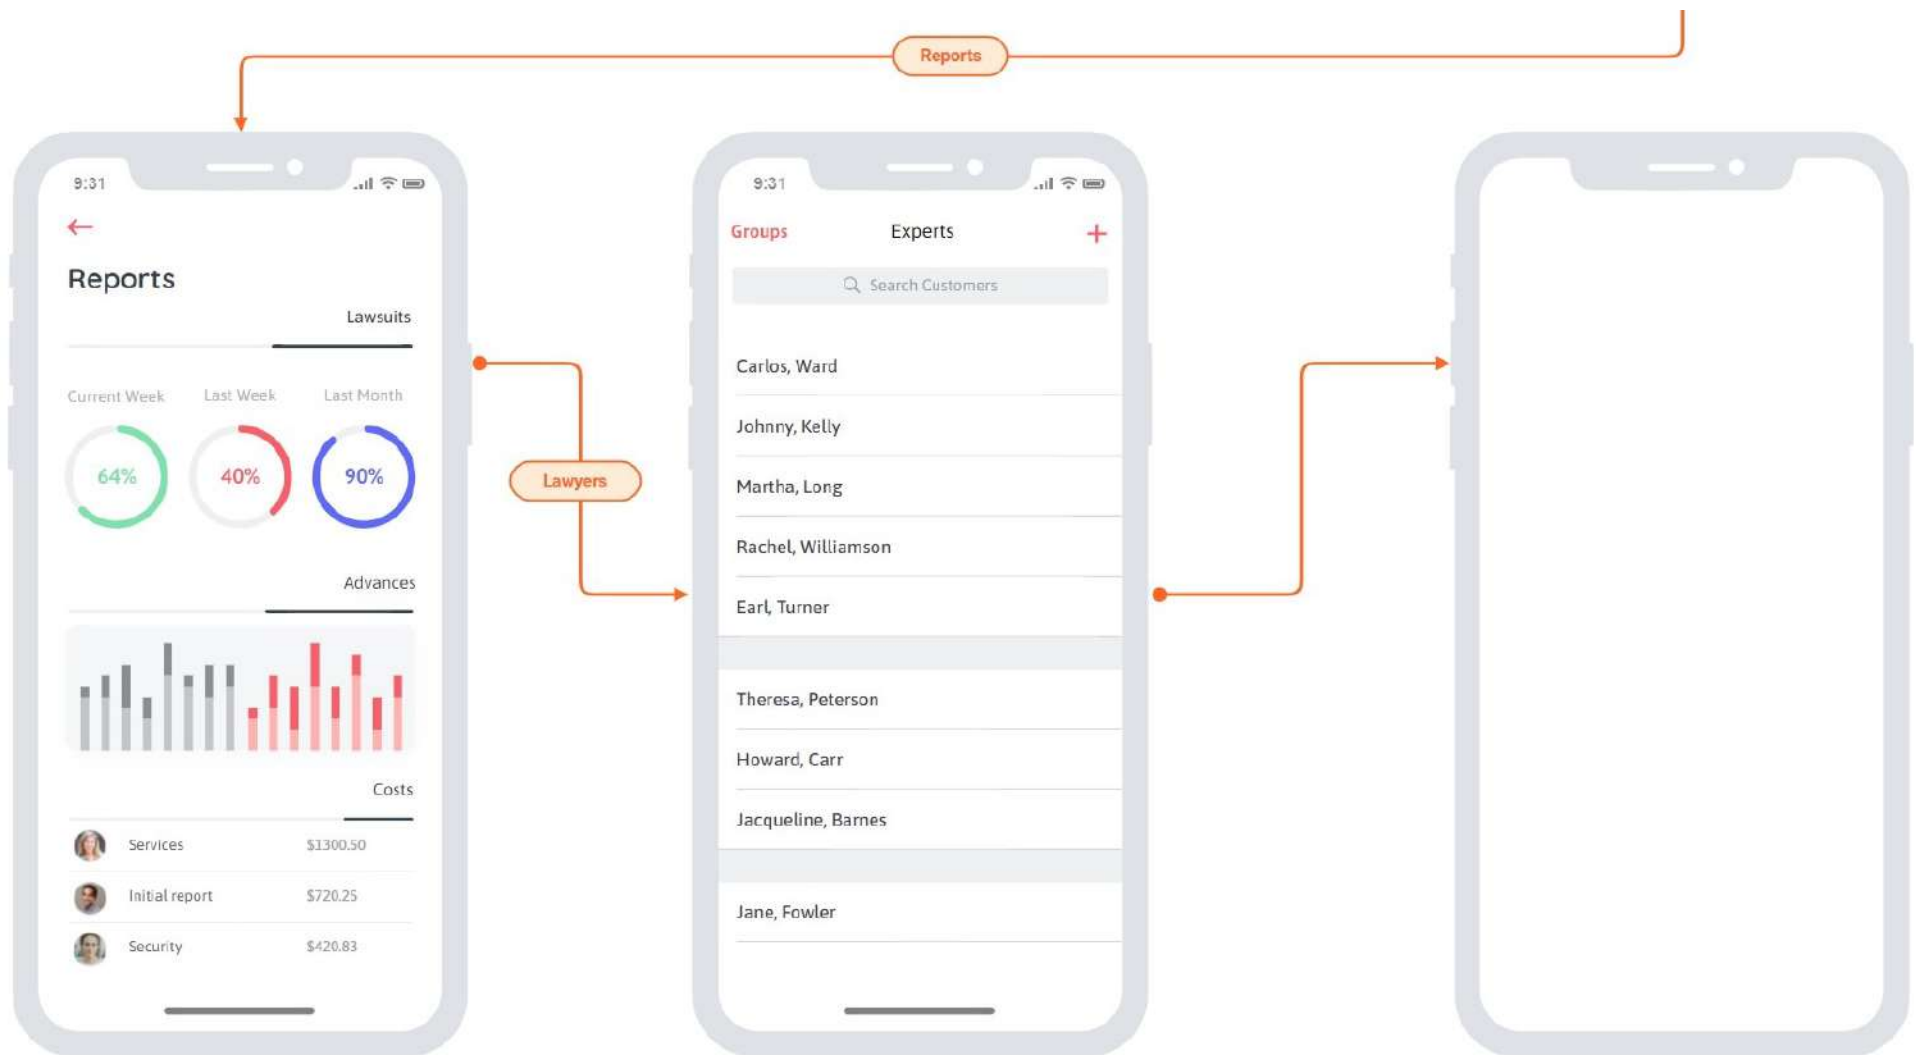 Reports
9:31
Reports
Lawsuits
Current Week Last Week Last Month
64% 40% 90%
Advances
Costs
Services $1300.50
Initial report $720.25
Security $420.83
Lawyers
9:31
Groups Experts +
Search Customers
Carlos, Ward
Johnny, Kelly
Martha, Long
Rachel, Williamson
Earl, Turner
Theresa, Peterson
Howard, Carr
Jacqueline, Barnes
Jane, Fowler